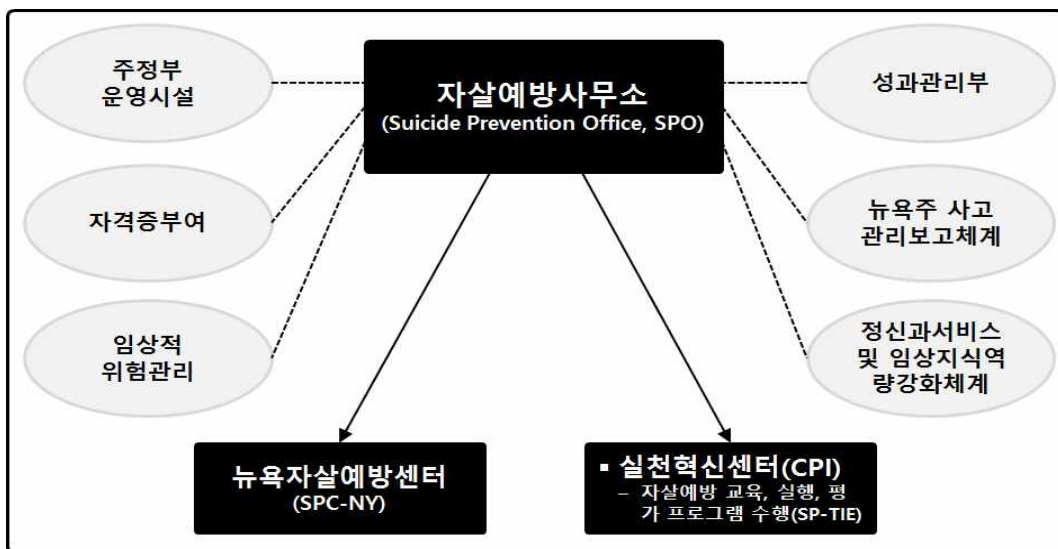 주정부
운영시설
자살예방사무소
(Suicide Prevention Office, SPO)
성과관리부
자격증부여
뉴욕주 사고
관리보고체계
임상적
위험관리
정신과서비스
및 임상지식역
량강화체계
뉴욕자살예방센터
(SPC-NY)
▪ 실천혁신센터(CPI)
– 자살예방 교육, 실행, 평
가 프로그램 수행(SP-TIE)